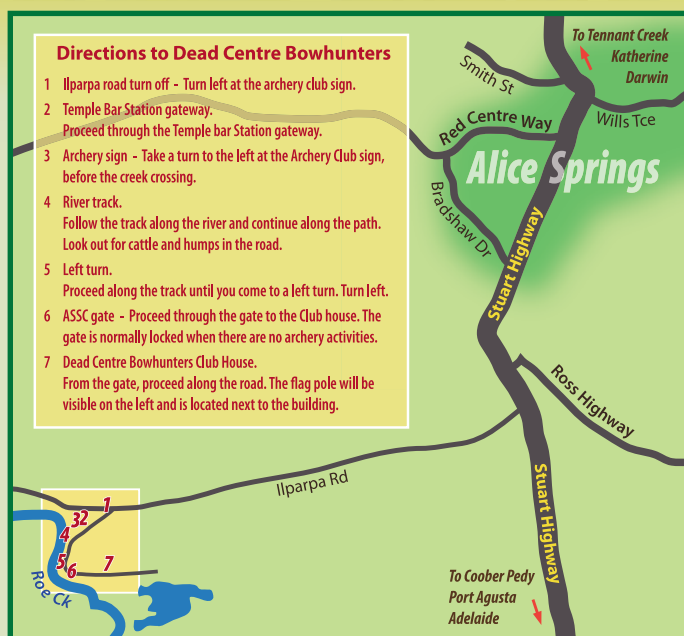 Directions to Dead Centre Bowhunters
1 Ilparpa road turn off - Turn left at the archery club sign.
2 Temple Bar Station gateway.
Proceed through the Temple bar Station gateway.
3 Archery sign - Take a turn to the left at the Archery Club sign,
before the creek crossing.
4 River track.
Follow the track along the river and continue along the path.
Look out for cattle and humps in the road.
5 Left turn.
Proceed along the track until you come to a left turn. Turn left.
6 ASSC gate - Proceed through the gate to the Club house. The
gate is normally locked when there are no archery activities.
7 Dead Centre Bowhunters Club House.
From the gate, proceed along the road. The flag pole will be
visible on the left and is located next to the building.
To Tennant Creek
Katherine
Darwin
Smith St
Wills Tce
Red Centre Way
Alice Springs
Bradshaw Dr
Stuart Highway
Ross Highway
Ilparpa Rd
Stuart Highway
1
32
4
5
6
7
Roe Ck
To Coober Pedy
Port Agusta
Adelaide